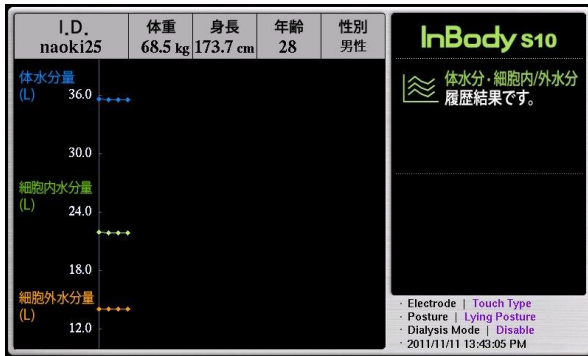 I.D. 体重 身長 年齢 性別
naoki25 68.5 kg 173.7 cm 28 男性
InBody S10
体水分・細胞内/外水分
履歴結果です。
体水分量
(L) 36.0
30.0
細胞内水分量
(L) 24.0
18.0
細胞外水分量
(L)
12.0
· Electrode | Touch Type
· Posture | Lying Posture
· Dialysis Mode | Disable
· 2011/11/11 13:43:05 PM